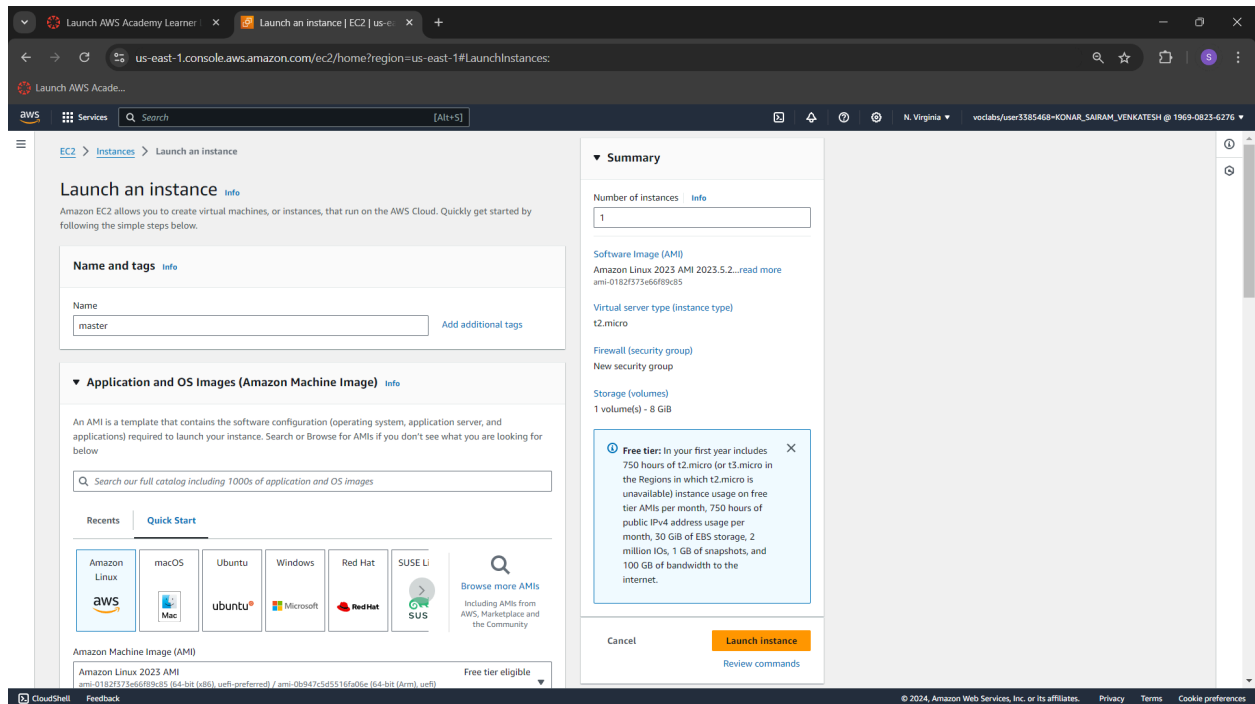 Launch AWS Academy Learner
Launch an instance | EC2 | us-ea
us-east-1.console.aws.amazon.com/ec2/home?region=us-east-1#LaunchInstances:
S
Launch AWS Acade...
aws
Services
Search
[Alt+S]
N. Virginia
voclabs/user3385468=KONAR_SAIRAM_VENKATESH @ 1969-0823-6276
EC2 > Instances > Launch an instance
Launch an instance Info
Amazon EC2 allows you to create virtual machines, or instances, that run on the AWS Cloud. Quickly get started by
following the simple steps below.
Name and tags Info
Name
master
Add additional tags
Application and OS Images (Amazon Machine Image) Info
An AMI is a template that contains the software configuration (operating system, application server, and
applications) required to launch your instance. Search or Browse for AMIs if you don't see what you are looking for
below
Search our full catalog including 1000s of application and OS images
Recents
Quick Start
Amazon
Linux
aws
macOS
Mac
Ubuntu
ubuntu®
Windows
Microsoft
Red Hat
Red Hat
SUSE Li
SUS
Browse more AMIs
Including AMIs from
AWS, Marketplace and
the Community
Amazon Machine Image (AMI)
Amazon Linux 2023 AMI
Free tier eligible
ami-0182f373e66f89c85 (64-bit (x86), uefi-preferred) / ami-0b947c5d5516fa06e (64-bit (Arm), uefi)
Summary
Number of instances Info
1
Software Image (AMI)
Amazon Linux 2023 AMI 2023.5.2...read more
ami-0182f373e66f89c85
Virtual server type (instance type)
t2.micro
Firewall (security group)
New security group
Storage (volumes)
1 volume(s) - 8 GiB
Free tier: In your first year includes
750 hours of t2.micro (or t3.micro in
the Regions in which t2.micro is
unavailable) instance usage on free
tier AMIs per month, 750 hours of
public IPv4 address usage per
month, 30 GiB of EBS storage, 2
million IOs, 1 GB of snapshots, and
100 GB of bandwidth to the
internet.
Cancel
Launch instance
Review commands
CloudShell
Feedback
© 2024, Amazon Web Services, Inc. or its affiliates.
Privacy
Terms
Cookie preferences